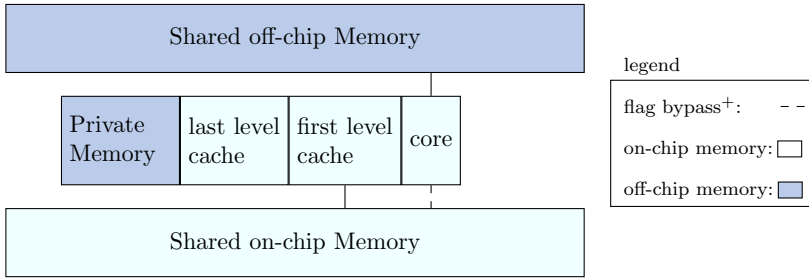 Shared off-chip Memory
Private
Memory
last level
cache
first level
cache
core
Shared on-chip Memory
legend
flag bypass⁺:
on-chip memory:
off-chip memory: